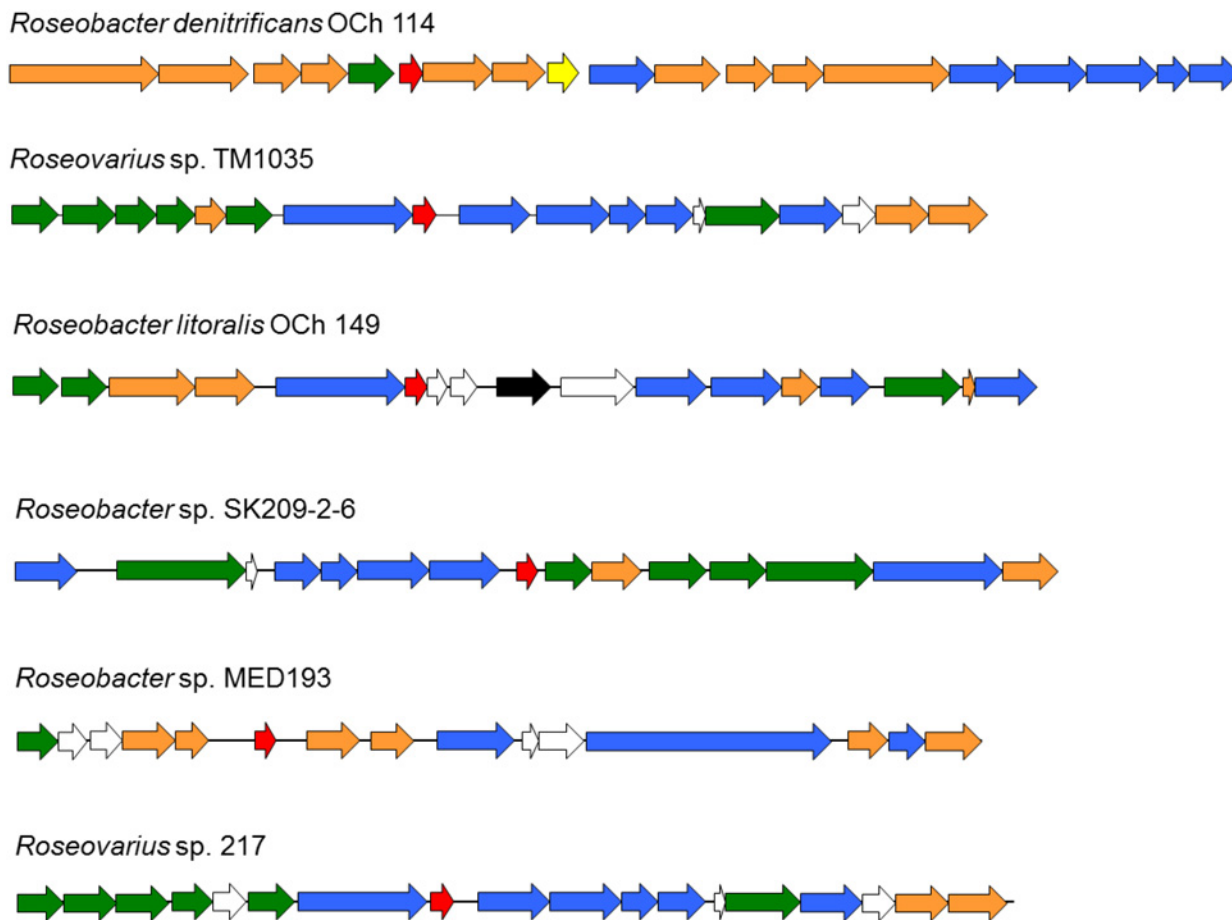 Roseobacter denitrificans OCh 114
Roseovarius sp. TM1035
Roseobacter litoralis OCh 149
Roseobacter sp. SK209-2-6
Roseobacter sp. MED193
Roseovarius sp. 217